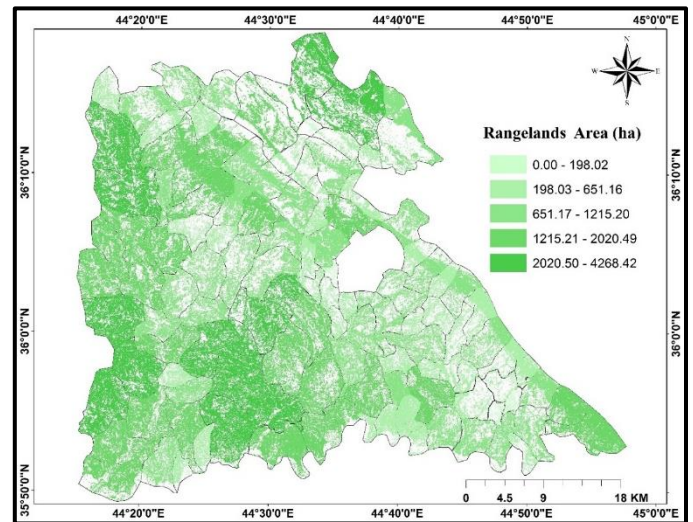 44°20'0"E 44°30'0"E 44°40'0"E 44°50'0"E 45°0'0"E
N
W E
S
Rangelands Area (ha)
0.00 - 198.02
198.03 - 651.16
651.17 - 1215.20
1215.21 - 2020.49
2020.50 - 4268.42
36°10'0"N 36°10'0"N
36°0'0"N 36°0'0"N
35°50'0"N 35°50'0"N
0 4.5 9 18 KM
44°20'0"E 44°30'0"E 44°40'0"E 44°50'0"E 45°0'0"E